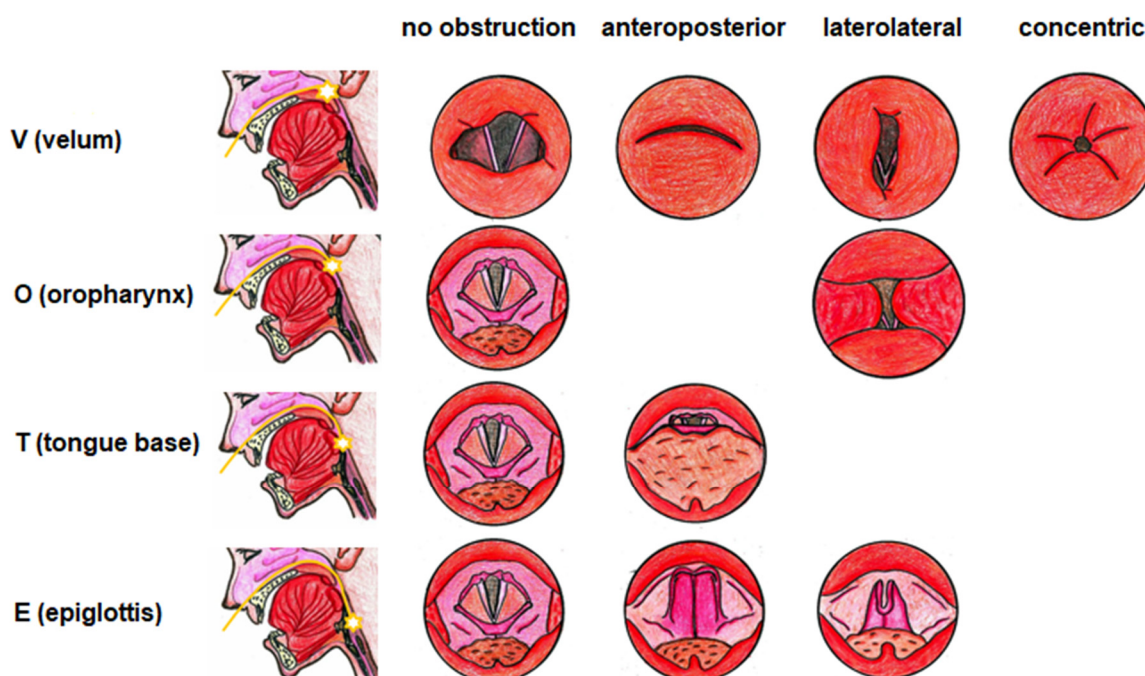 no obstruction anteroposterior laterolateral concentric
V (velum)
O (oropharynx)
T (tongue base)
E (epiglottis)